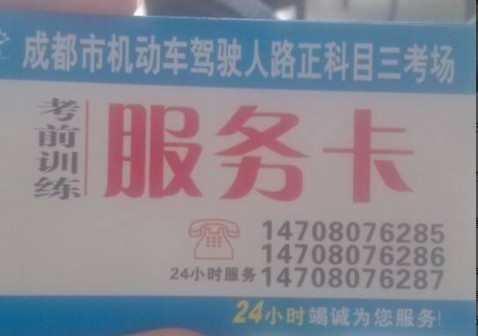 成都市机动车驾驶人路正科目三考场
考前训练
服务卡
14708076285
14708076286
24小时服务 14708076287
24小时竭诚为您服务!